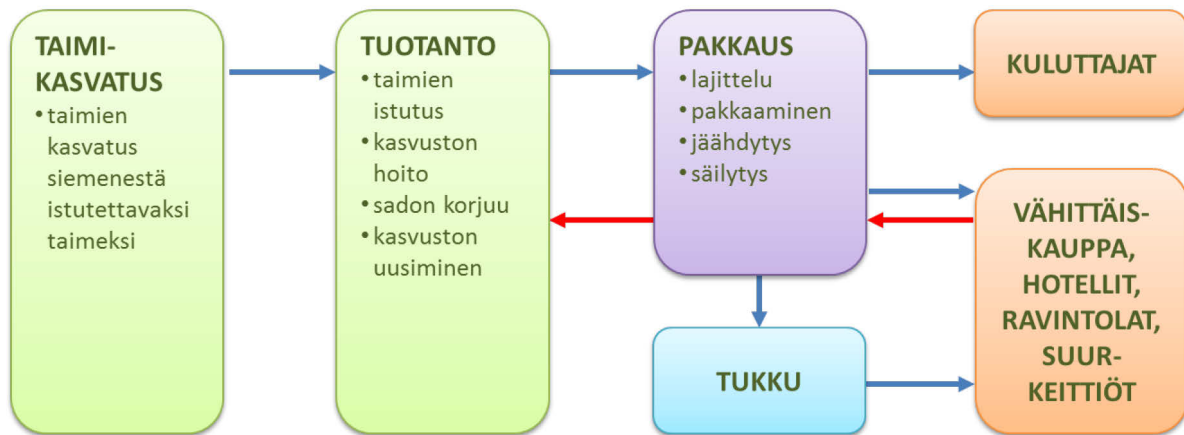 TAIMI-
KASVATUS
• taimien
kasvatus
siemenestä
istutettavaksi
taimeksi
TUOTANTO
• taimien
istutus
• kasvuston
hoito
• sadon korjuu
• kasvuston
uusiminen
PAKKAUS
• lajittelu
• pakkaaminen
• jäähdytys
• säilytys
KULUTTAJAT
VÄHITTÄIS-
KAUPPA,
HOTELLIT,
RAVINTOLAT,
SUUR-
KEITTIÖT
TUKKU